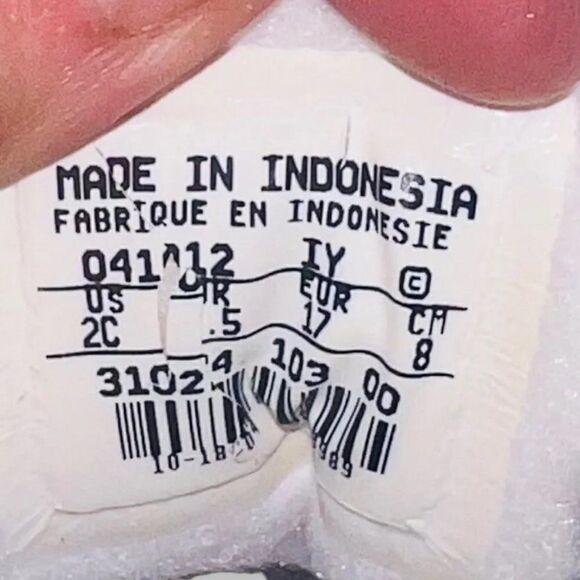 MADE IN INDONESIA
FABRIQUE EN INDONESIE
IY ©
US EUR CM
2C .5 17 8
103 00